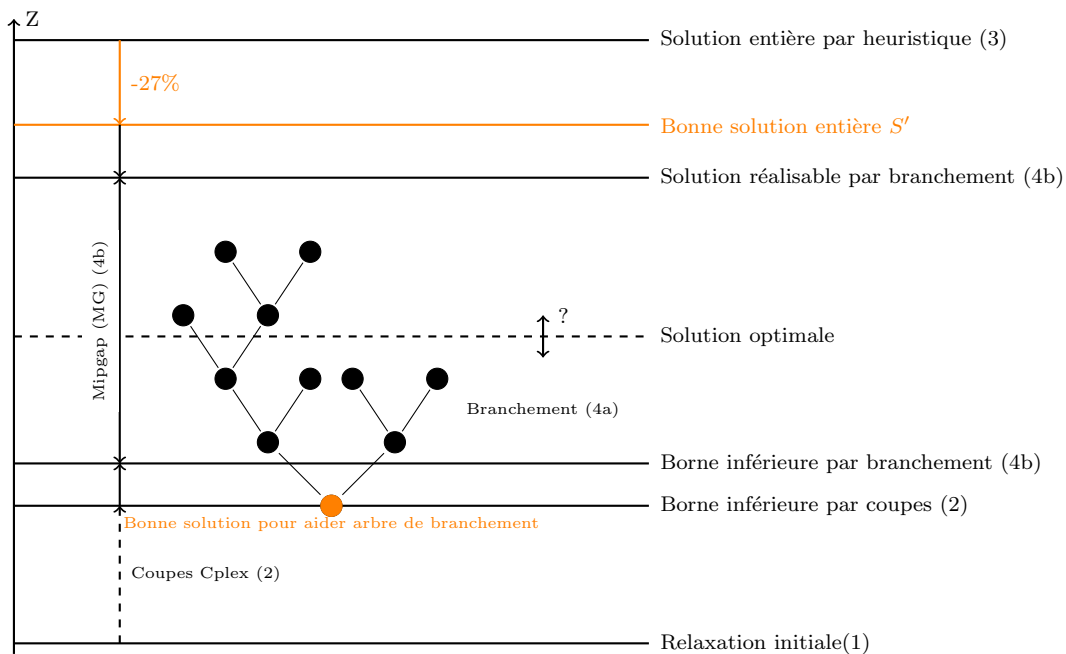 Z
Solution entière par heuristique (3)
-27%
Bonne solution entière S′
Solution réalisable par branchement (4b)
Mipgap (MG) (4b)
?
Solution optimale
Branchement (4a)
Borne inférieure par branchement (4b)
Borne inférieure par coupes (2)
Bonne solution pour aider arbre de branchement
Coupes Cplex (2)
Relaxation initiale(1)